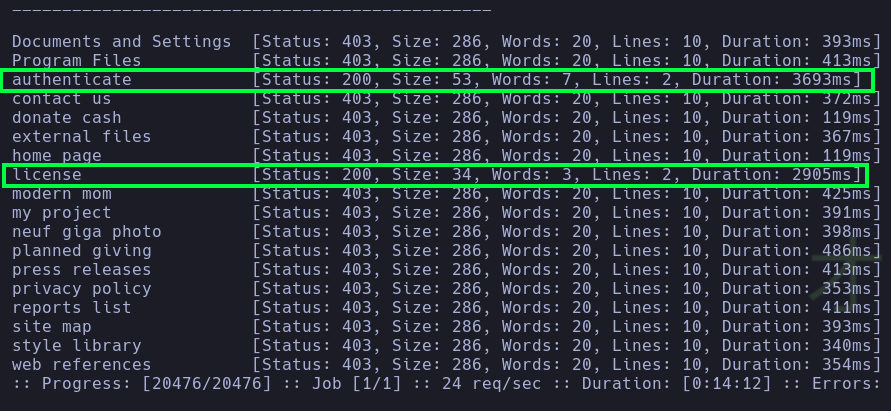 ________________________________________________
Documents and Settings [Status: 403, Size: 286, Words: 20, Lines: 10, Duration: 393ms]
Program Files [Status: 403, Size: 286, Words: 20, Lines: 10, Duration: 413ms]
authenticate [Status: 200, Size: 53, Words: 7, Lines: 2, Duration: 3693ms]
contact us [Status: 403, Size: 286, Words: 20, Lines: 10, Duration: 372ms]
donate cash [Status: 403, Size: 286, Words: 20, Lines: 10, Duration: 119ms]
external files [Status: 403, Size: 286, Words: 20, Lines: 10, Duration: 367ms]
home page [Status: 403, Size: 286, Words: 20, Lines: 10, Duration: 119ms]
license [Status: 200, Size: 34, Words: 3, Lines: 2, Duration: 2905ms]
modern mom [Status: 403, Size: 286, Words: 20, Lines: 10, Duration: 425ms]
my project [Status: 403, Size: 286, Words: 20, Lines: 10, Duration: 391ms]
neuf giga photo [Status: 403, Size: 286, Words: 20, Lines: 10, Duration: 398ms]
planned giving [Status: 403, Size: 286, Words: 20, Lines: 10, Duration: 486ms]
press releases [Status: 403, Size: 286, Words: 20, Lines: 10, Duration: 413ms]
privacy policy [Status: 403, Size: 286, Words: 20, Lines: 10, Duration: 353ms]
reports list [Status: 403, Size: 286, Words: 20, Lines: 10, Duration: 411ms]
site map [Status: 403, Size: 286, Words: 20, Lines: 10, Duration: 393ms]
style library [Status: 403, Size: 286, Words: 20, Lines: 10, Duration: 340ms]
web references [Status: 403, Size: 286, Words: 20, Lines: 10, Duration: 354ms]
:: Progress: [20476/20476] :: Job [1/1] :: 24 req/sec :: Duration: [0:14:12] :: Errors: